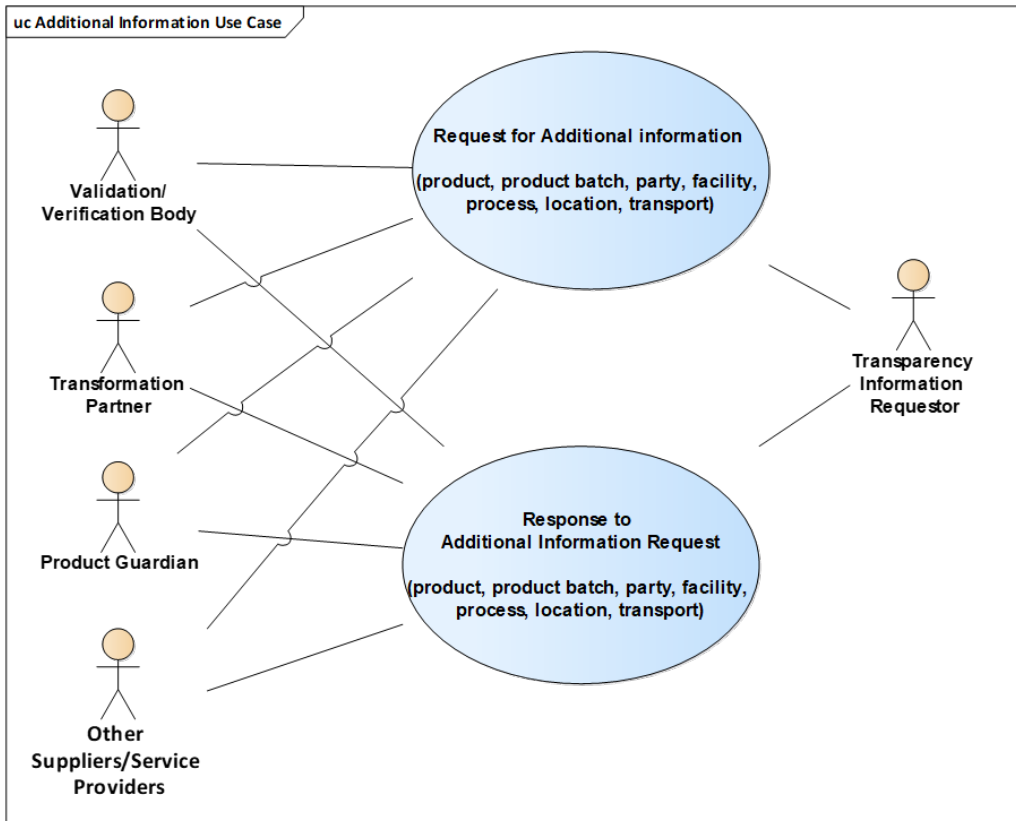 uc Additional Information Use Case
Validation/
Verification Body
Transformation
Partner
Product Guardian
Other
Suppliers/Service
Providers
Request for Additional information
(product, product batch, party, facility,
process, location, transport)
Response to
Additional Information Request
(product, product batch, party, facility,
process, location, transport)
Transparency
Information
Requestor